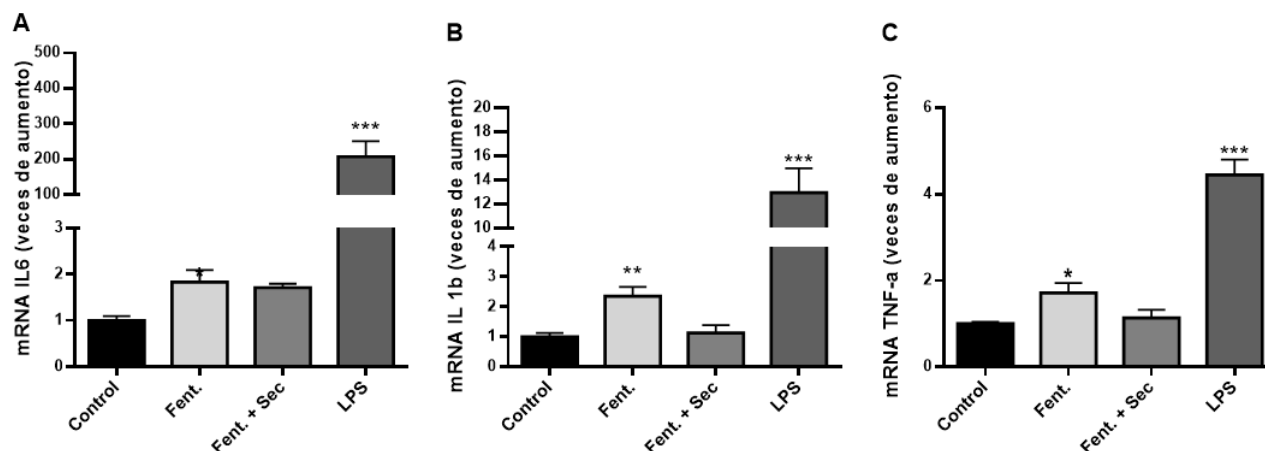 A
mRNA IL6 (veces de aumento)
500
400
300
200
100
3
2
1
0
*
***
Control
Fent.
Fent. + Sec
LPS
B
mRNA IL 1b (veces de aumento)
20
18
16
14
12
10
4
3
2
1
0
**
***
Control
Fent.
Fent. + Sec
LPS
C
mRNA TNF-a (veces de aumento)
6
4
2
0
*
***
Control
Fent.
Fent. + Sec
LPS